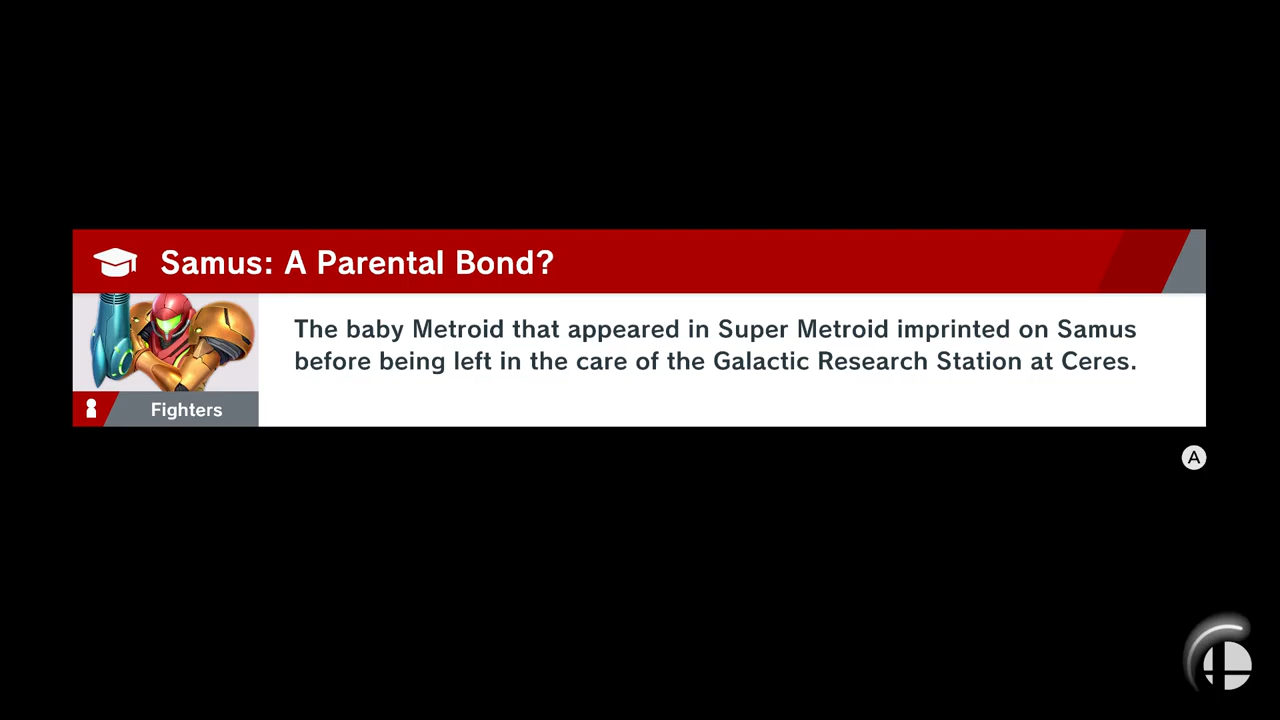 Samus: A Parental Bond?
The baby Metroid that appeared in Super Metroid imprinted on Samus
before being left in the care of the Galactic Research Station at Ceres.
Fighters
A